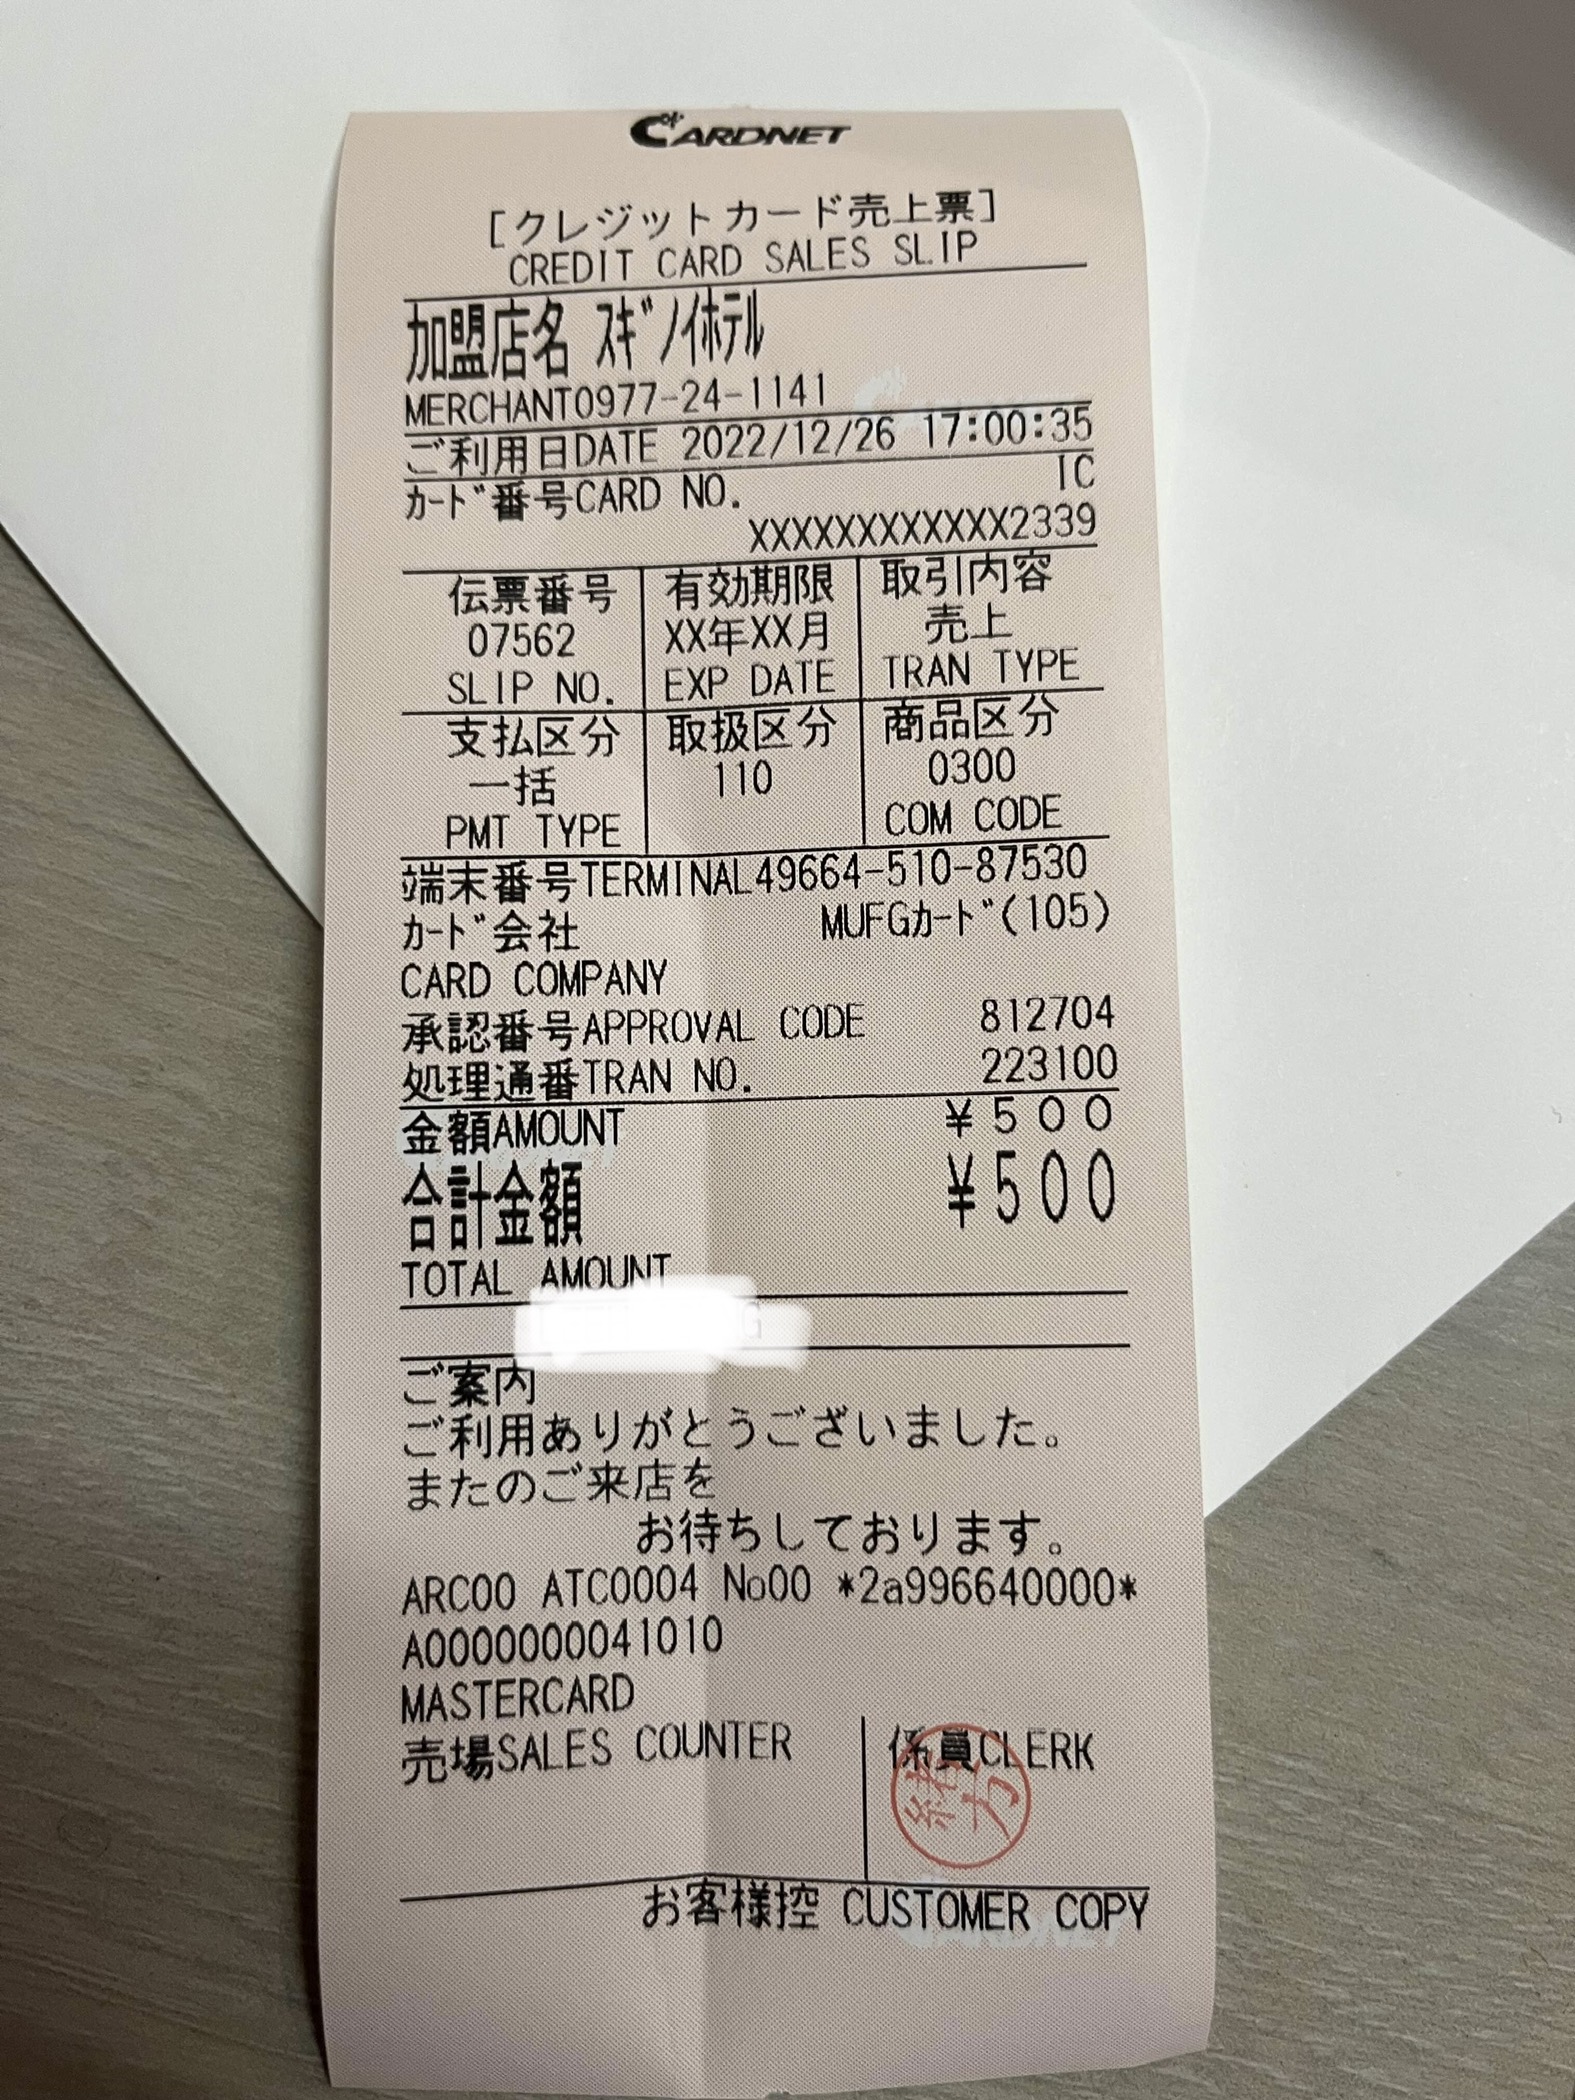 CARDNET
[クレジットカード売上票]
CREDIT CARD SALES SLIP
加盟店名 スギノイホテル
MERCHANT0977-24-1141
ご利用日DATE 2022/12/26 17:00:35
カード番号CARD NO. IC
XXXXXXXXXXXX2339
伝票番号 有効期限 取引内容
07562 XX年XX月 売上
SLIP NO. EXP DATE TRAN TYPE
支払区分 取扱区分 商品区分
一括 110 0300
PMT TYPE COM CODE
端末番号TERMINAL49664-510-87530
カード会社 MUFGカード(105)
CARD COMPANY
承認番号APPROVAL CODE 812704
処理通番TRAN NO. 223100
金額AMOUNT ¥500
合計金額 ¥500
TOTAL AMOUNT
ご案内
ご利用ありがとうございました。
またのご来店を
お待ちしております。
ARC00 ATC0004 No00 *2a996640000*
A0000000041010
MASTERCARD
売場SALES COUNTER 係員CLERK
緒方
お客様控 CUSTOMER COPY